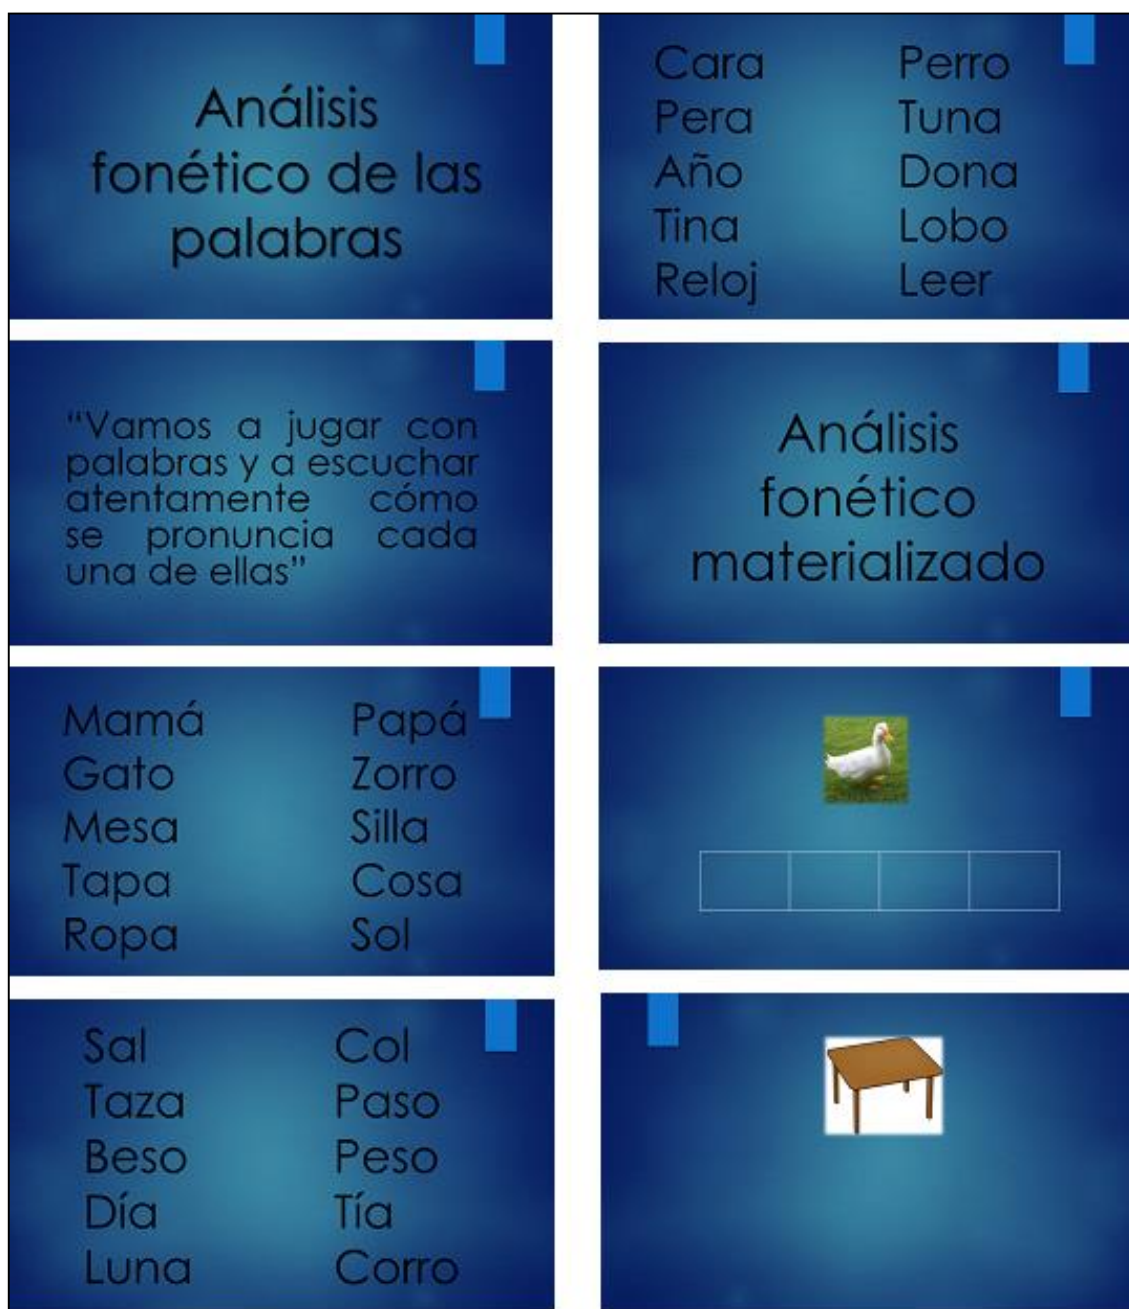 Análisis
fonético de las
palabras
“Vamos a jugar con
palabras y a escuchar
atentamente cómo
se pronuncia cada
una de ellas”
Mamá Papá
Gato Zorro
Mesa Silla
Tapa Cosa
Ropa Sol
Sal Col
Taza Paso
Beso Peso
Día Tía
Luna Corro
Cara Perro
Pera Tuna
Año Dona
Tina Lobo
Reloj Leer
Análisis
fonético
materializado